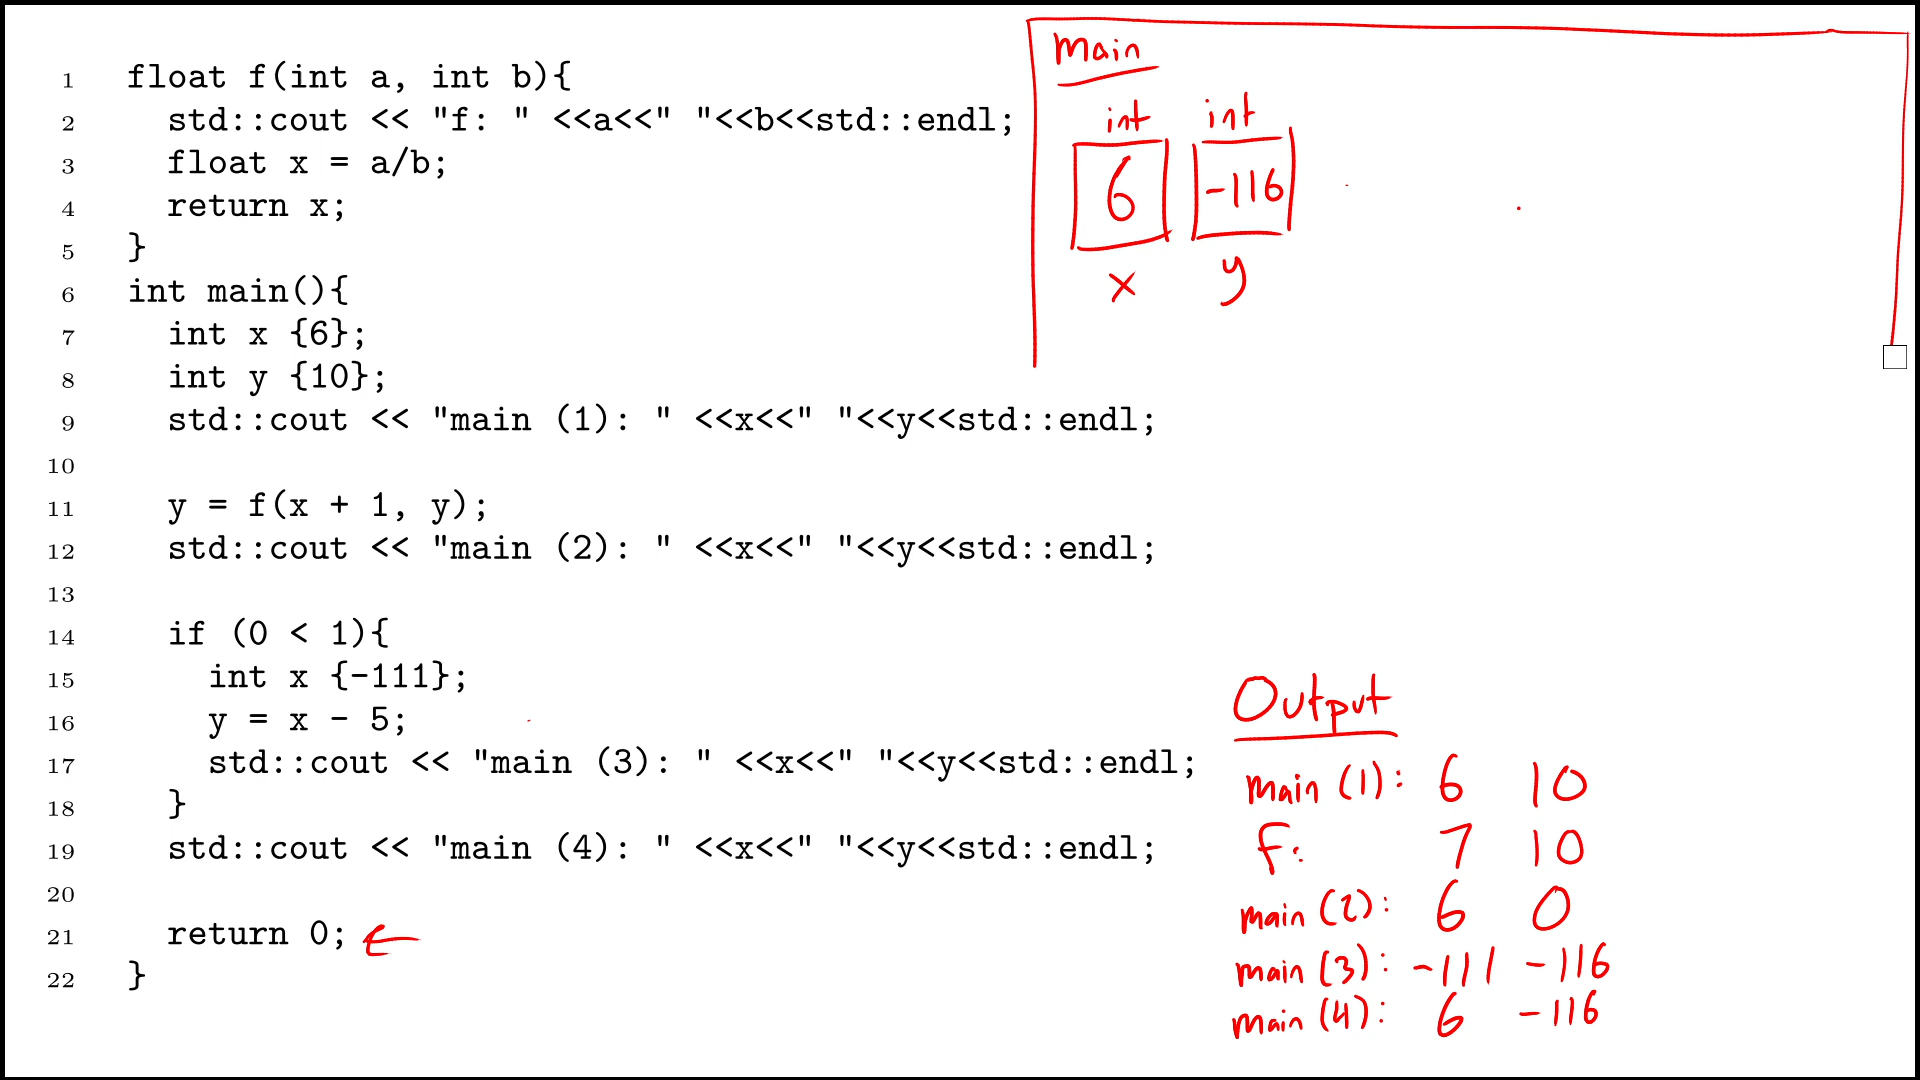 1 float f(int a, int b){
2 std::cout << "f: " <<a<<" "<<b<<std::endl;
3 float x = a/b;
4 return x;
5 }
6 int main(){
7 int x {6};
8 int y {10};
9 std::cout << "main (1): " <<x<<" "<<y<<std::endl;
10
11 y = f(x + 1, y);
12 std::cout << "main (2): " <<x<<" "<<y<<std::endl;
13
14 if (0 < 1){
15 int x {-111};
16 y = x - 5;
17 std::cout << "main (3): " <<x<<" "<<y<<std::endl;
18 }
19 std::cout << "main (4): " <<x<<" "<<y<<std::endl;
20
21 return 0; ←
22 }
Main
int int
6 -116
x y
Output
main (1): 6 10
f: 7 10
main (2): 6 0
main (3): -111 -116
main (4): 6 -116